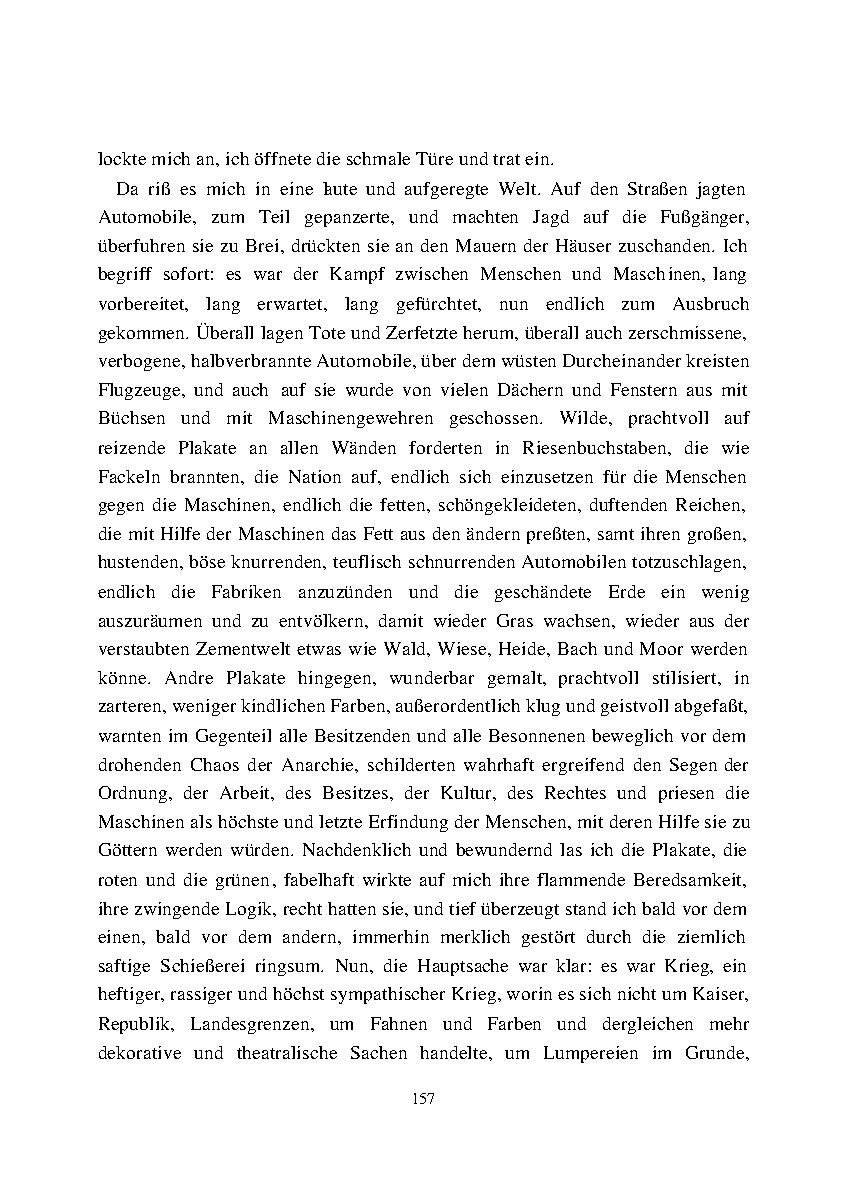 lockte mich an, ich öffnete die schmale Türe und trat ein.
Da riß es mich in eine laute und aufgeregte Welt. Auf den Straßen jagten
Automobile, zum Teil gepanzerte, und machten Jagd auf die Fußgänger,
überfuhren sie zu Brei, drückten sie an den Mauern der Häuser zuschanden. Ich
begriff sofort: es war der Kampf zwischen Menschen und Maschinen, lang
vorbereitet, lang erwartet, lang gefürchtet, nun endlich zum Ausbruch
gekommen. Überall lagen Tote und Zerfetzte herum, überall auch zerschmissene,
verbogene, halbverbrannte Automobile, über dem wüsten Durcheinander kreisten
Flugzeuge, und auch auf sie wurde von vielen Dächern und Fenstern aus mit
Büchsen und mit Maschinengewehren geschossen. Wilde, prachtvoll auf
reizende Plakate an allen Wänden forderten in Riesenbuchstaben, die wie
Fackeln brannten, die Nation auf, endlich sich einzusetzen für die Menschen
gegen die Maschinen, endlich die fetten, schöngekleideten, duftenden Reichen,
die mit Hilfe der Maschinen das Fett aus den ändern preßten, samt ihren großen,
hustenden, böse knurrenden, teuflisch schnurrenden Automobilen totzuschlagen,
endlich die Fabriken anzuzünden und die geschändete Erde ein wenig
auszuräumen und zu entvölkern, damit wieder Gras wachsen, wieder aus der
verstaubten Zementwelt etwas wie Wald, Wiese, Heide, Bach und Moor werden
könne. Andre Plakate hingegen, wunderbar gemalt, prachtvoll stilisiert, in
zarteren, weniger kindlichen Farben, außerordentlich klug und geistvoll abgefaßt,
warnten im Gegenteil alle Besitzenden und alle Besonnenen beweglich vor dem
drohenden Chaos der Anarchie, schilderten wahrhaft ergreifend den Segen der
Ordnung, der Arbeit, des Besitzes, der Kultur, des Rechtes und priesen die
Maschinen als höchste und letzte Erfindung der Menschen, mit deren Hilfe sie zu
Göttern werden würden. Nachdenklich und bewundernd las ich die Plakate, die
roten und die grünen, fabelhaft wirkte auf mich ihre flammende Beredsamkeit,
ihre zwingende Logik, recht hatten sie, und tief überzeugt stand ich bald vor dem
einen, bald vor dem andern, immerhin merklich gestört durch die ziemlich
saftige Schießerei ringsum. Nun, die Hauptsache war klar: es war Krieg, ein
heftiger, rassiger und höchst sympathischer Krieg, worin es sich nicht um Kaiser,
Republik, Landesgrenzen, um Fahnen und Farben und dergleichen mehr
dekorative und theatralische Sachen handelte, um Lumpereien im Grunde,
157